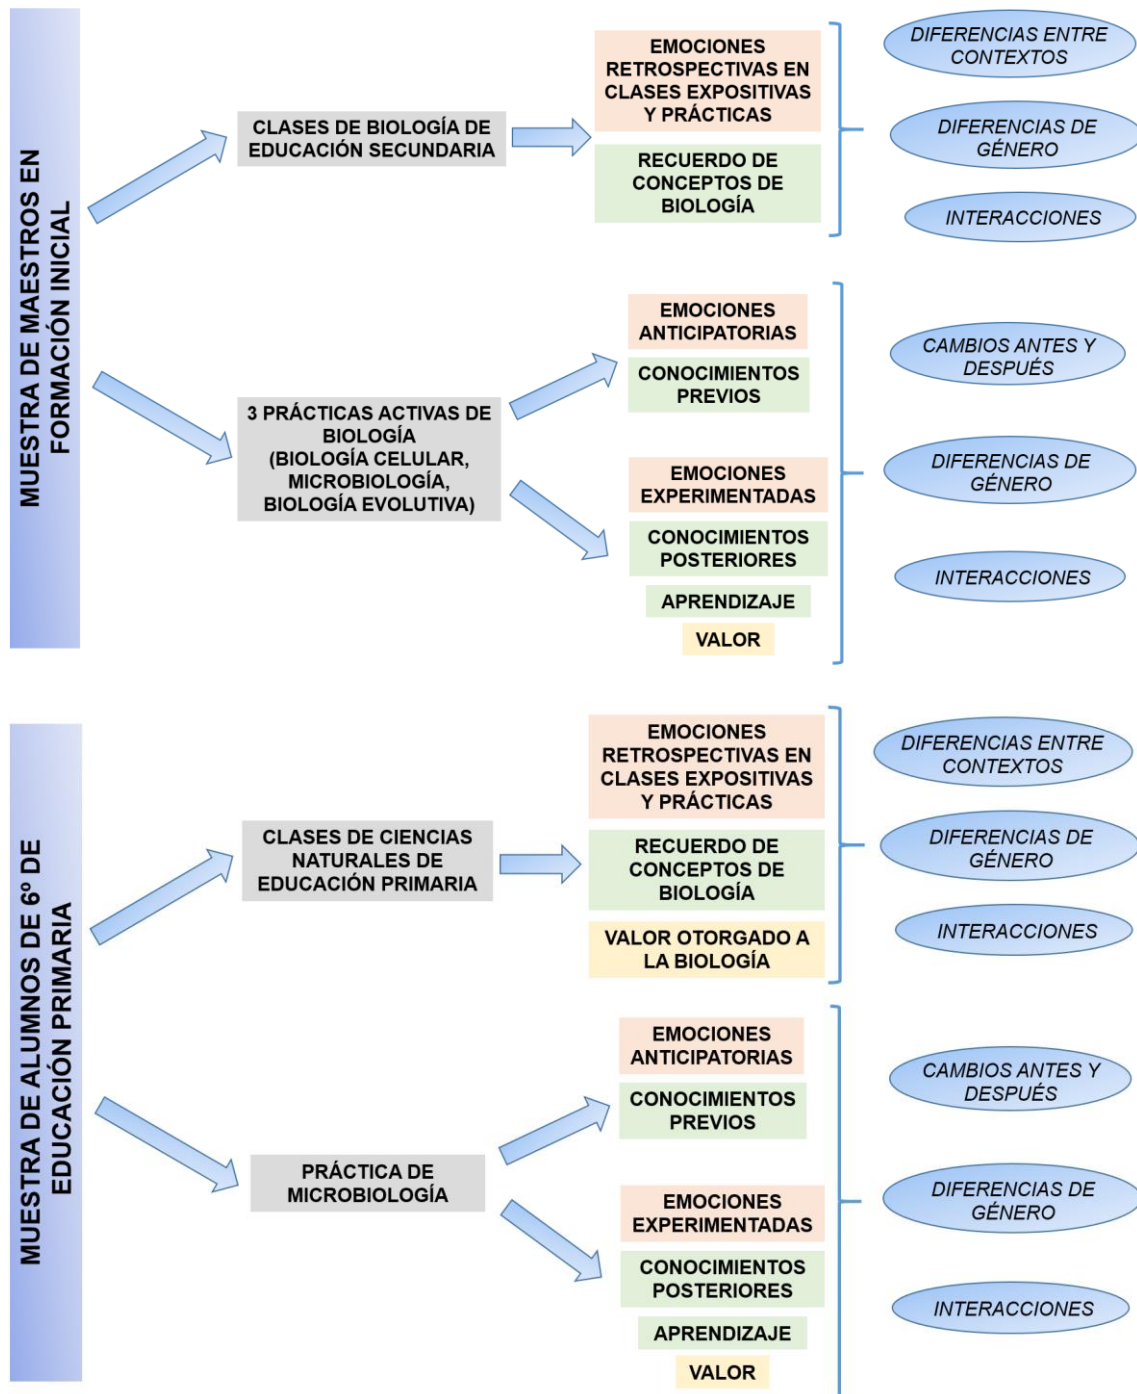 MUESTRA DE MAESTROS EN
FORMACIÓN INICIAL
CLASES DE BIOLOGÍA DE
EDUCACIÓN SECUNDARIA
EMOCIONES
RETROSPECTIVAS EN
CLASES EXPOSITIVAS
Y PRÁCTICAS
RECUERDO DE
CONCEPTOS DE
BIOLOGÍA
DIFERENCIAS ENTRE
CONTEXTOS
DIFERENCIAS DE
GÉNERO
INTERACCIONES
3 PRÁCTICAS ACTIVAS DE
BIOLOGÍA
(BIOLOGÍA CELULAR,
MICROBIOLOGÍA,
BIOLOGÍA EVOLUTIVA)
EMOCIONES
ANTICIPATORIAS
CONOCIMIENTOS
PREVIOS
EMOCIONES
EXPERIMENTADAS
CONOCIMIENTOS
POSTERIORES
APRENDIZAJE
VALOR
CAMBIOS ANTES Y
DESPUÉS
DIFERENCIAS DE
GÉNERO
INTERACCIONES
MUESTRA DE ALUMNOS DE 6º DE
EDUCACIÓN PRIMARIA
CLASES DE CIENCIAS
NATURALES DE
EDUCACIÓN PRIMARIA
EMOCIONES
RETROSPECTIVAS EN
CLASES EXPOSITIVAS
Y PRÁCTICAS
RECUERDO DE
CONCEPTOS DE
BIOLOGÍA
VALOR OTORGADO A
LA BIOLOGÍA
DIFERENCIAS ENTRE
CONTEXTOS
DIFERENCIAS DE
GÉNERO
INTERACCIONES
PRÁCTICA DE
MICROBIOLOGÍA
EMOCIONES
ANTICIPATORIAS
CONOCIMIENTOS
PREVIOS
EMOCIONES
EXPERIMENTADAS
CONOCIMIENTOS
POSTERIORES
APRENDIZAJE
VALOR
CAMBIOS ANTES Y
DESPUÉS
DIFERENCIAS DE
GÉNERO
INTERACCIONES